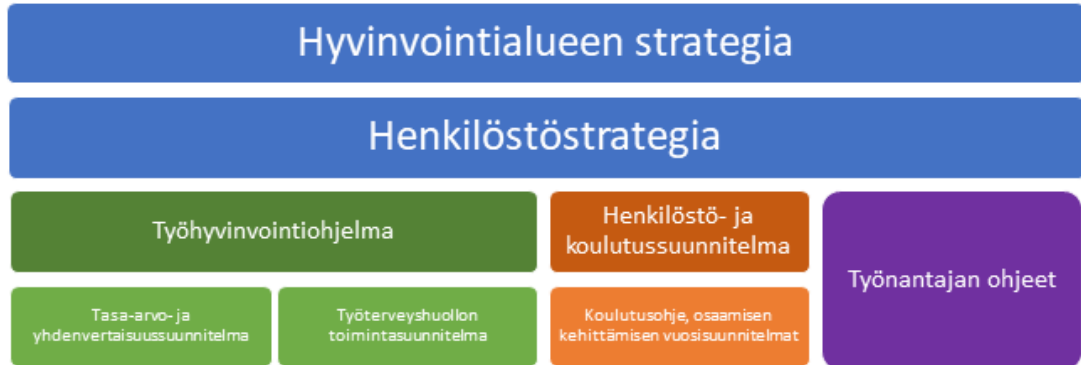 Hyvinvointialueen strategia
Henkilöstöstrategia
Työhyvinvointiohjelma
Henkilöstö- ja
koulutussuunnitelma
Työnantajan ohjeet
Tasa-arvo- ja
yhdenvertaisuussuunnitelma
Työterveyshuollon
toimintasuunnitelma
Koulutusohje, osaamisen
kehittämisen vuosisuunnitelmat